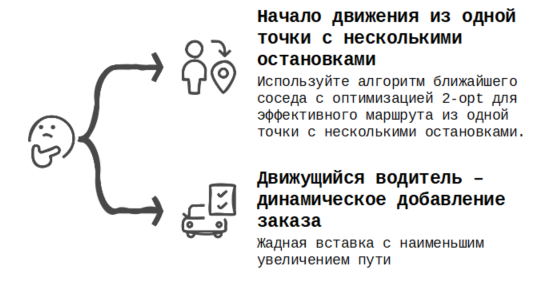 Начало движения из одной
точки с несколькими
остановками
Используйте алгоритм ближайшего
соседа с оптимизацией 2-opt для
эффективного маршрута из одной
точки с несколькими остановками.
Движущийся водитель –
динамическое добавление
заказа
Жадная вставка с наименьшим
увеличением пути